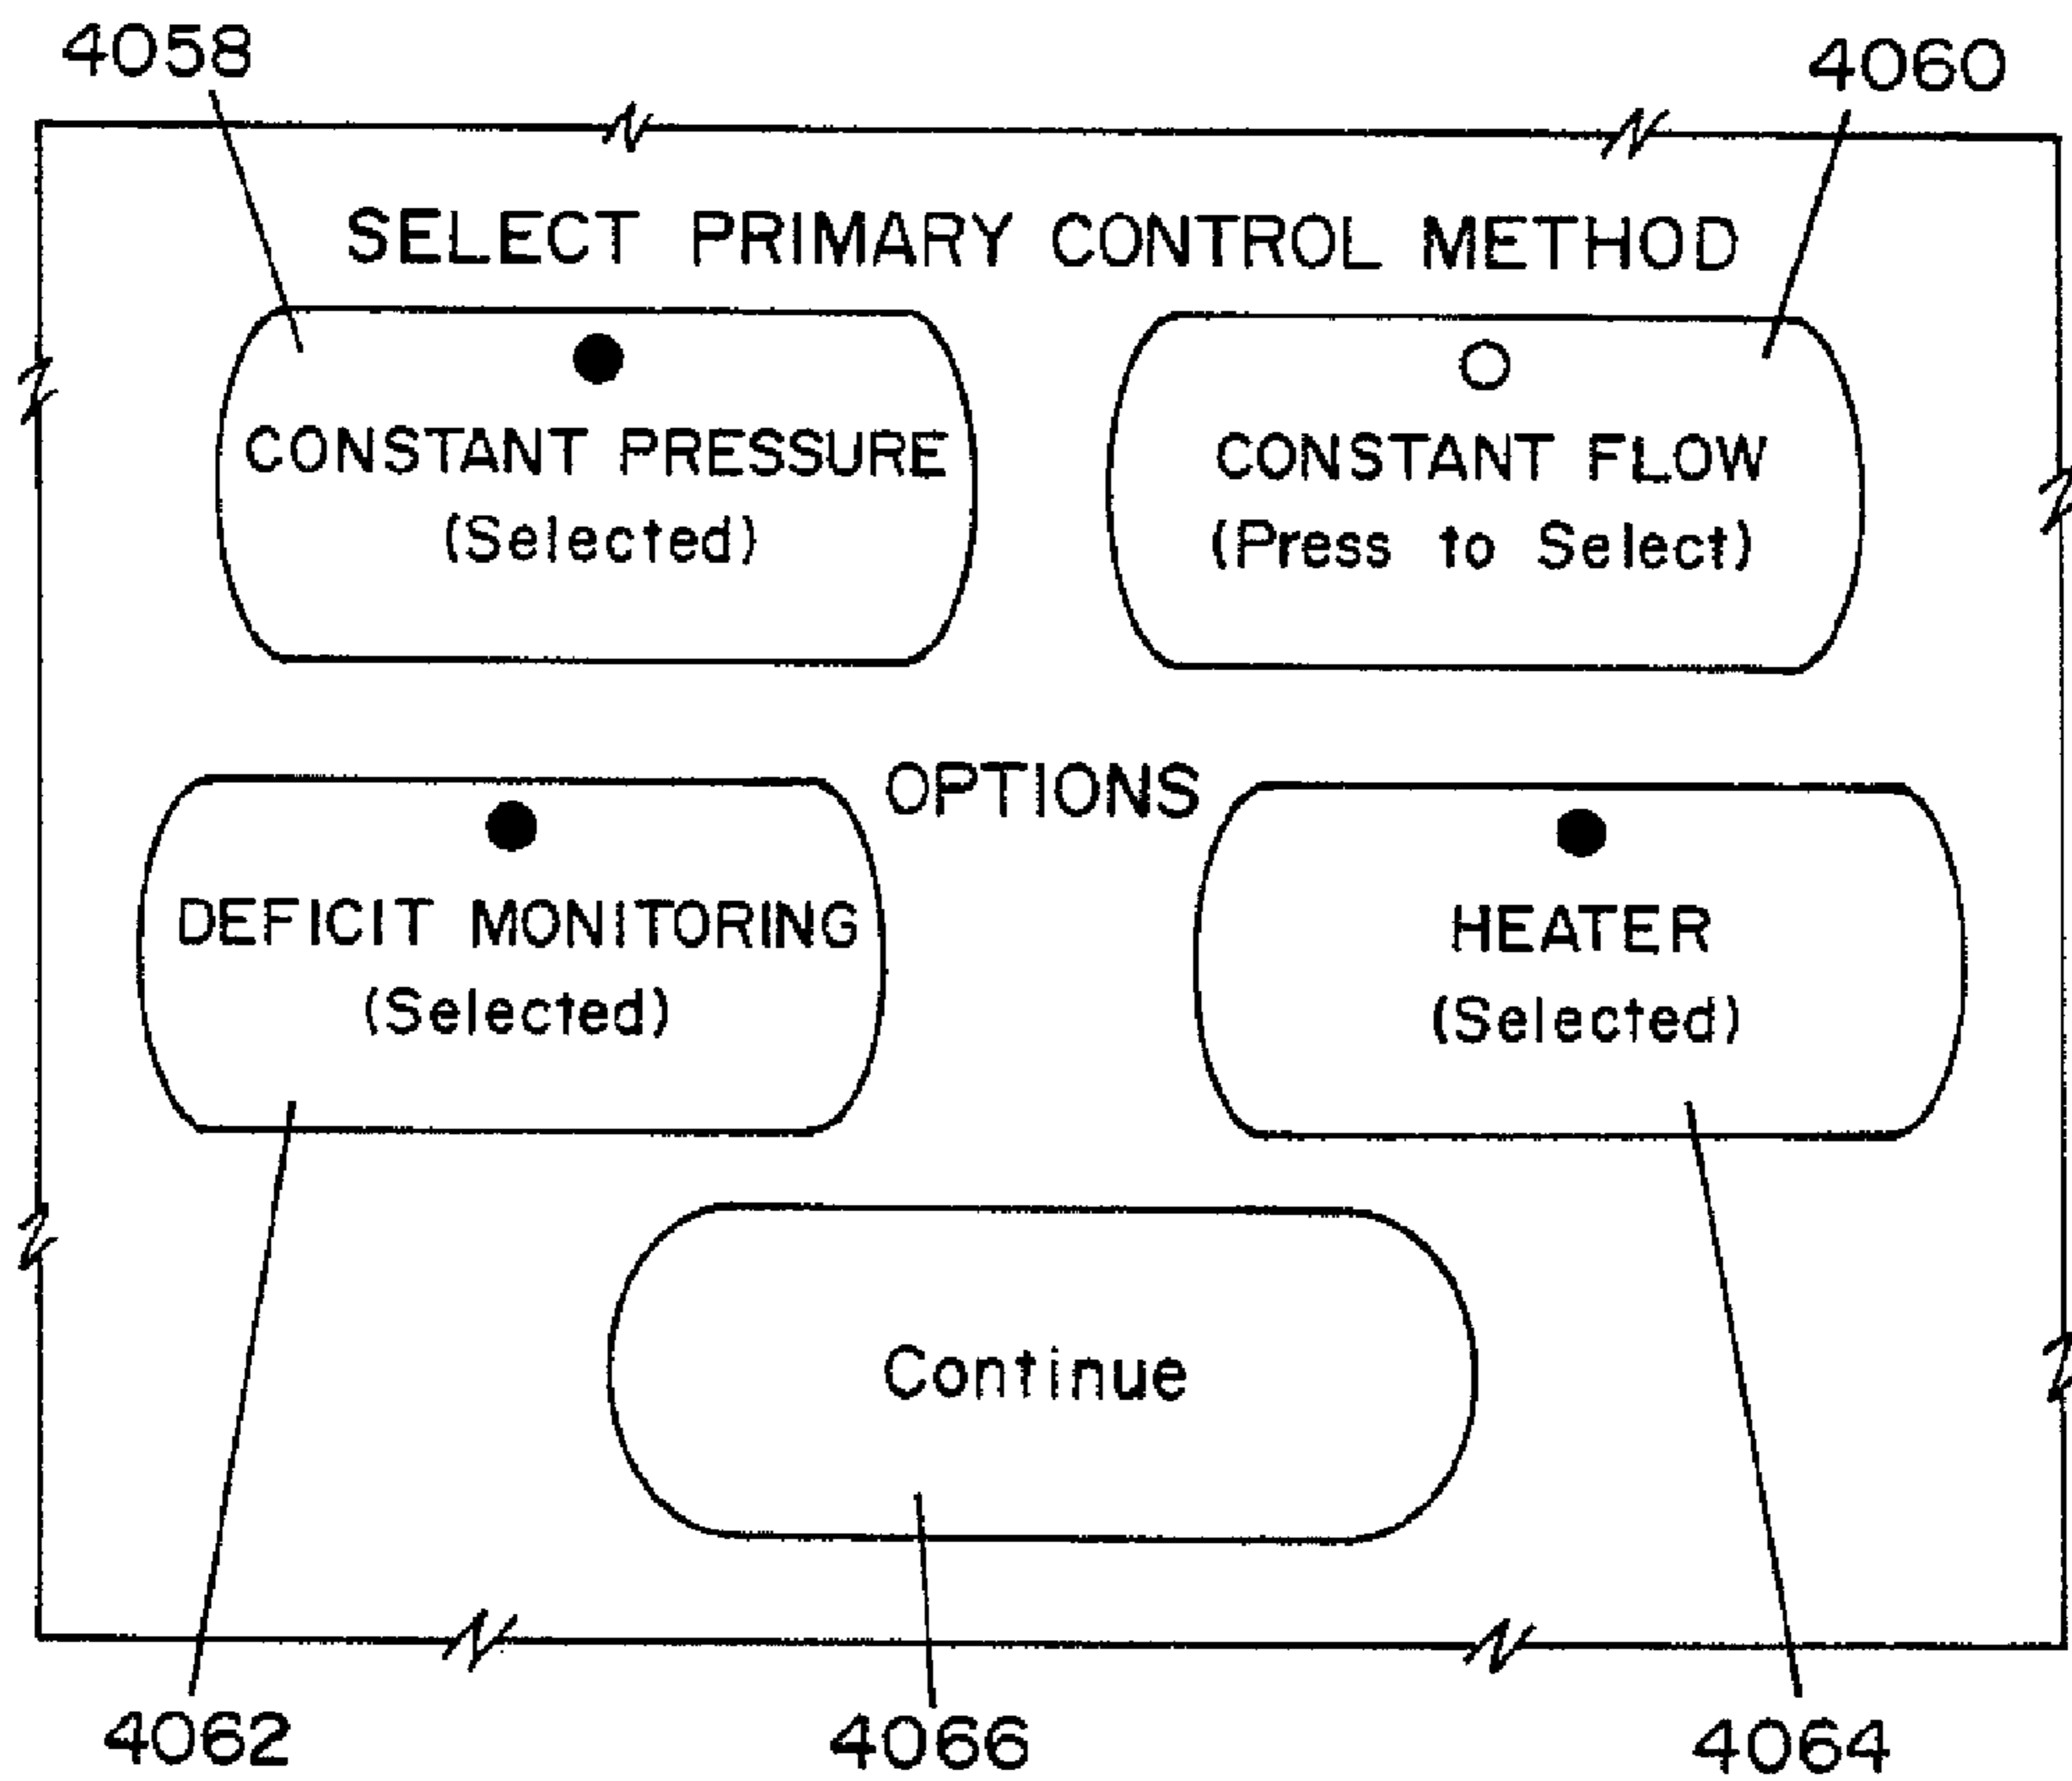 4058
4060
SELECT PRIMARY CONTROL METHOD
CONSTANT PRESSURE
(Selected)
CONSTANT FLOW
(Press to Select)
OPTIONS
DEFICIT MONITORING
(Selected)
HEATER
(Selected)
Continue
4062
4066
4064